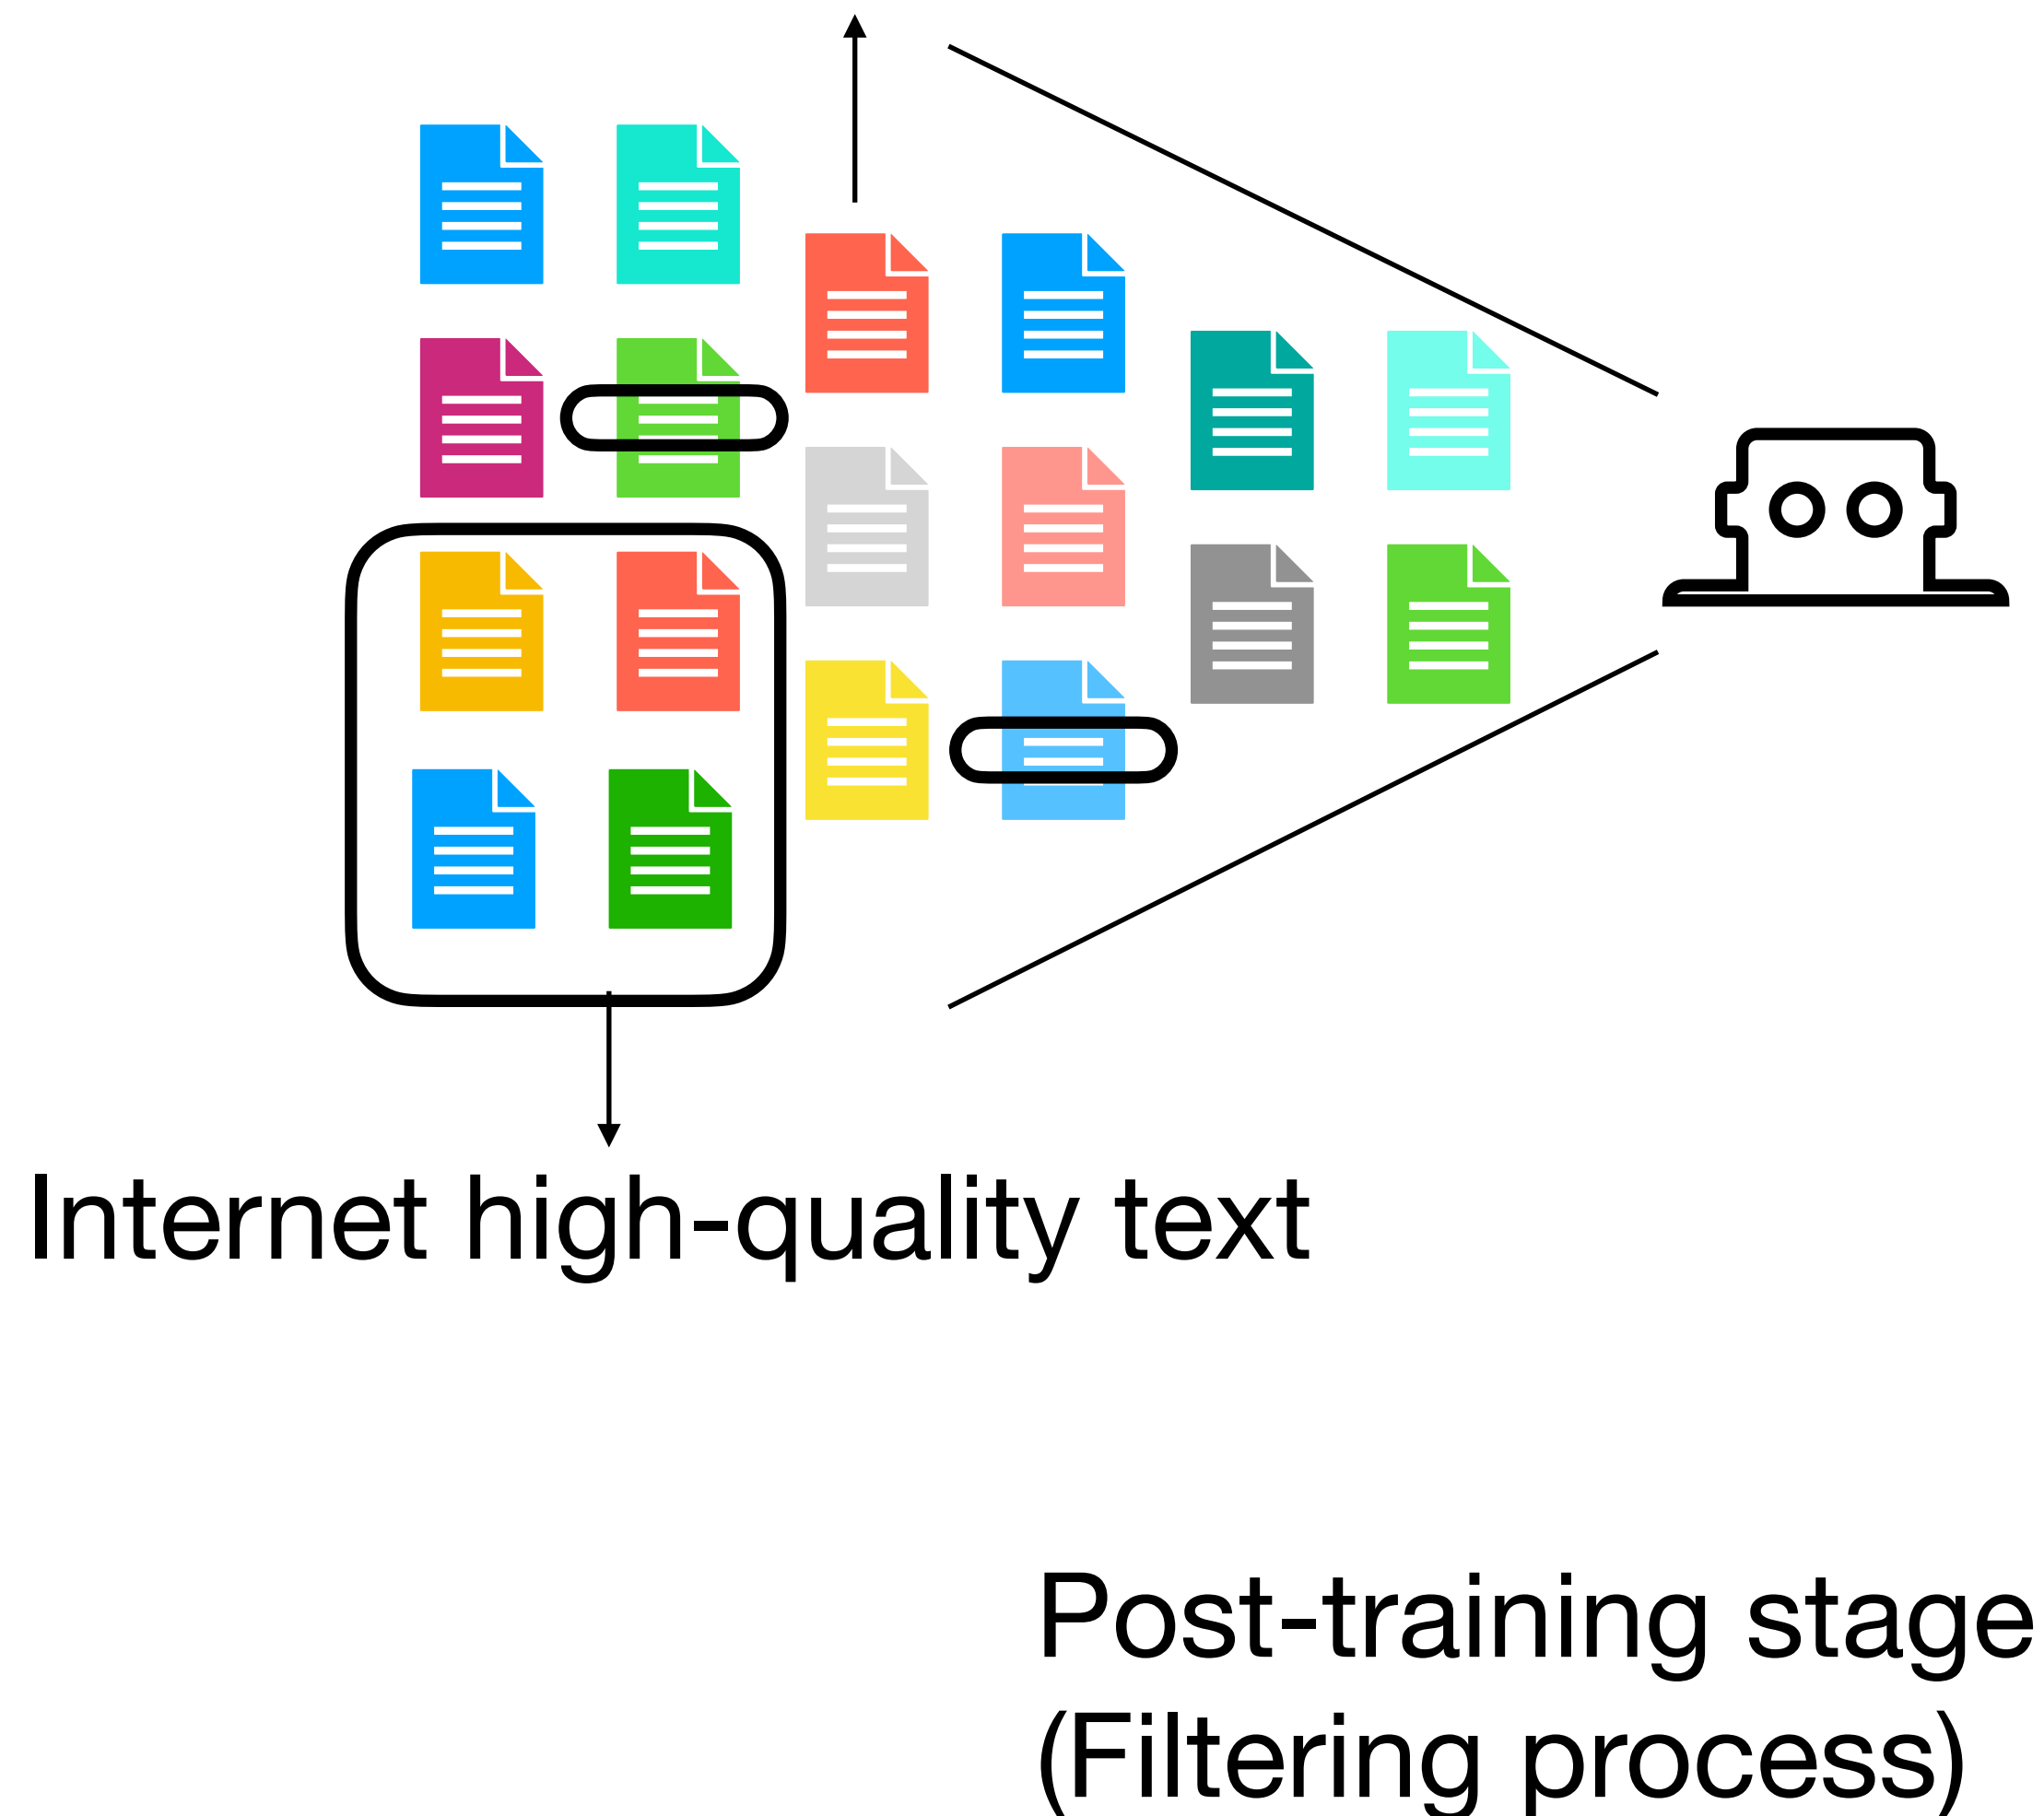 Internet high-quality text
Post-training stage
(Filtering process)